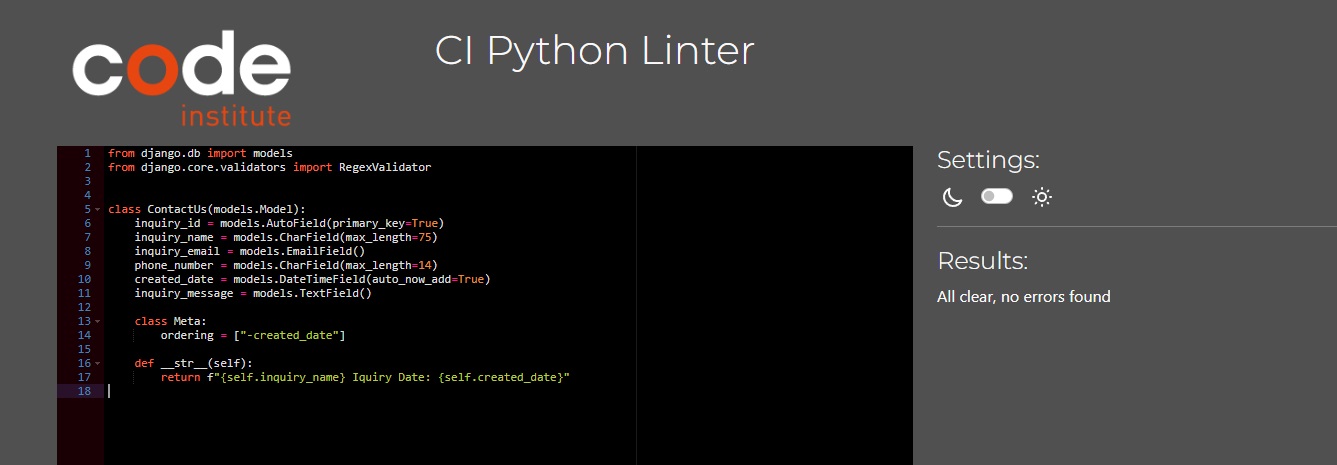 code
institute
CI Python Linter
1 from django.db import models
2 from django.core.validators import RegexValidator
3
4
5 class ContactUs(models.Model):
6     inquiry_id = models.AutoField(primary_key=True)
7     inquiry_name = models.CharField(max_length=75)
8     inquiry_email = models.EmailField()
9     phone_number = models.CharField(max_length=14)
10     created_date = models.DateTimeField(auto_now_add=True)
11     inquiry_message = models.TextField()
12
13     class Meta:
14         ordering = ["-created_date"]
15
16     def __str__(self):
17         return f"{self.inquiry_name} Iquiry Date: {self.created_date}"
18
Settings:
Results:
All clear, no errors found